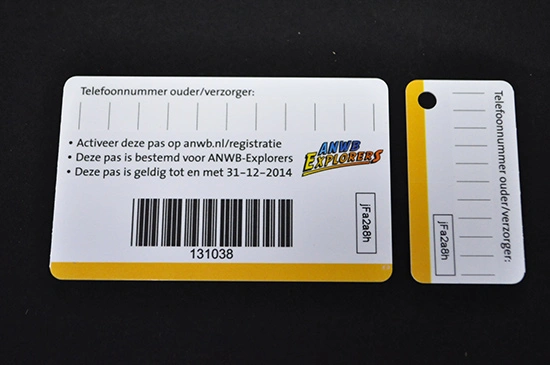 Telefoonnummer ouder/verzorger:
• Activeer deze pas op anwb.nl/registratie
• Deze pas is bestemd voor ANWB-Explorers
• Deze pas is geldig tot en met 31-12-2014
ANWB
EXPLORERS
jFa2a8h
131038
Telefoonnummer ouder/verzorger:
jFa2a8h